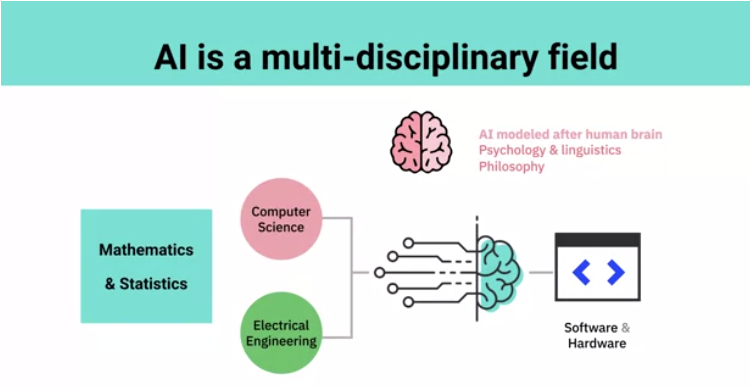 AI is a multi-disciplinary field
AI modeled after human brain
Psychology & linguistics
Philosophy
Mathematics
& Statistics
Computer
Science
Electrical
Engineering
Software &
Hardware